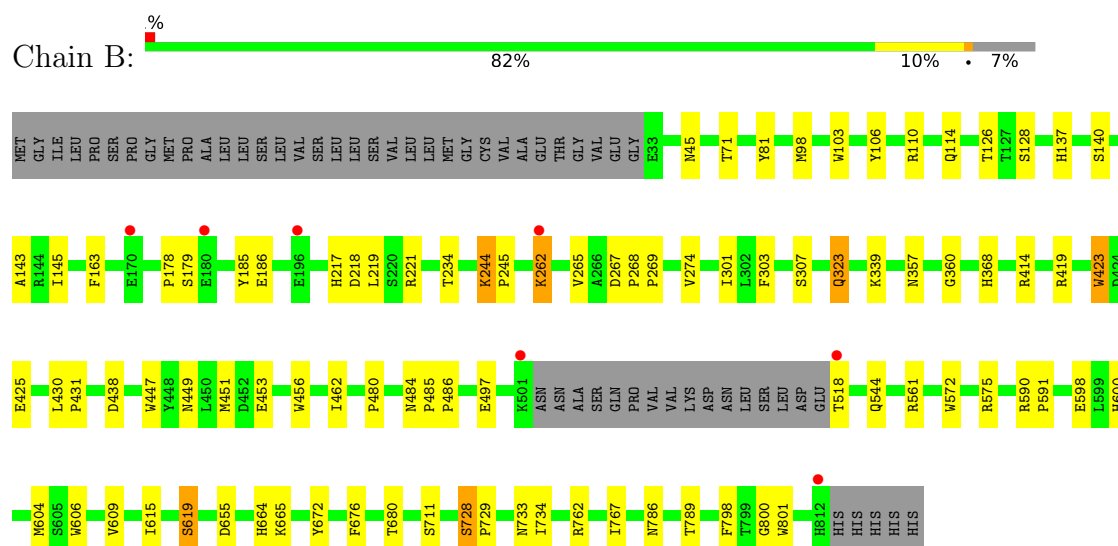 .%
Chain B:
82% 10% • 7%
MET GLY ILE LEU PRO SER PRO GLY MET PRO ALA LEU LEU SER LEU VAL SER LEU LEU SER VAL LEU LEU MET GLY CYS VAL ALA GLU THR GLY VAL GLU GLY E33 N45 T71 Y81 M98 W103 Y106 R110 Q114 T126 T127 S128 H137 S140
A143 R144 I145 F163 E170 P178 S179 E180 Y185 E186 E196 H217 D218 L219 S220 R221 T234 K244 P245 K262 V265 A266 D267 P268 P269 V274 I301 L302 F303 S307 Q323 K339 N357 G360 H368 R414 R419 W423 D424
E425 L430 P431 D438 W447 Y448 N449 L450 M451 D452 E453 W456 I462 P480 N484 P485 P486 E497 K501 ASN ASN ALA SER GLN PRO VAL VAL LYS ASP ASN LEU SER LEU ASP GLU T518 Q544 R561 W572 R575 R590 P591 E598 L599 H600
M604 S605 W606 V609 I615 S619 D655 H664 K665 Y672 F676 T680 S711 S728 P729 N733 I734 R762 I767 N786 T789 F798 T799 G800 W801 H812 HIS HIS HIS HIS HIS